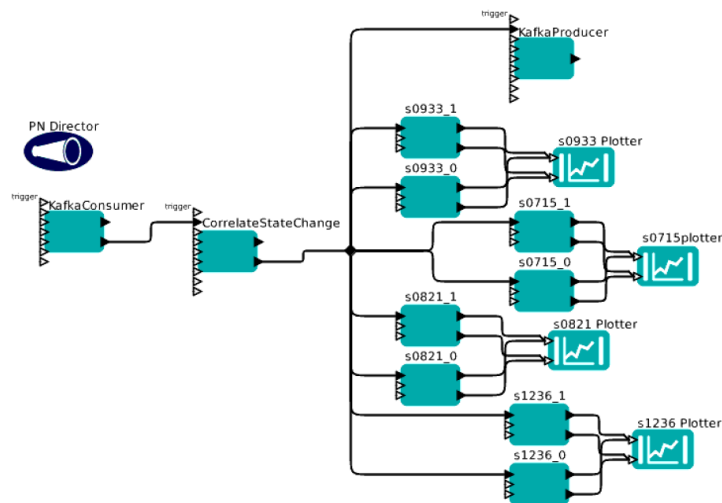 trigger
KafkaProducer
s0933_1
PN Director
s0933 Plotter
s0933_0
trigger
KafkaConsumer
trigger
s0715_1
CorrelateStateChange
s0715plotter
s0715_0
s0821_1
s0821 Plotter
s0821_0
s1236_1
s1236 Plotter
s1236_0